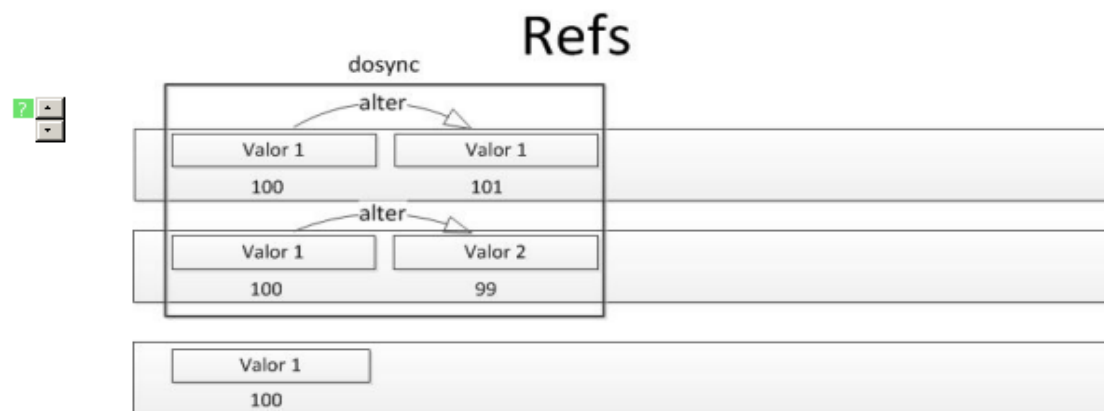 Refs
dosync
?
alter
Valor 1 Valor 1
100 101
alter
Valor 1 Valor 2
100 99
Valor 1
100